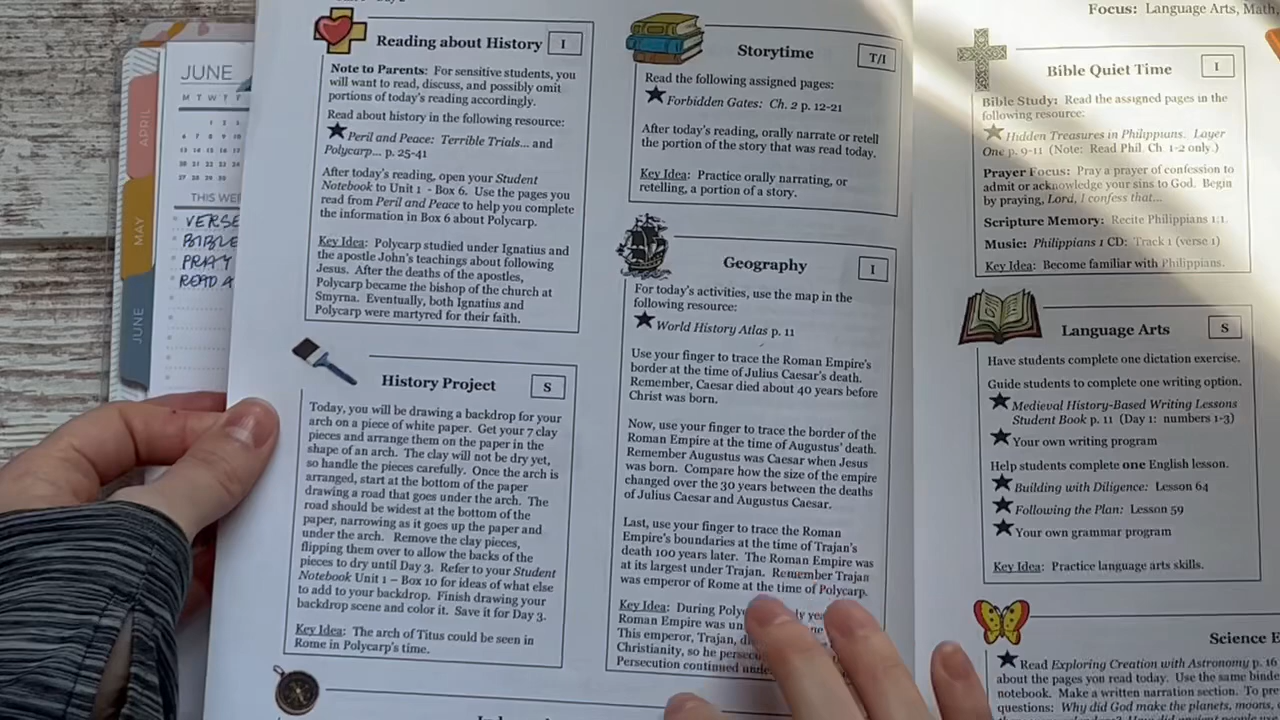 JUNE
M T W T F
APRIL
MAY
JUNE
VERSE
BIBLE
PRAY
READ A
Reading about History I
Note to Parents: For sensitive students, you
will want to read, discuss, and possibly omit
portions of today's reading accordingly.
Read about history in the following resource:
Peril and Peace: Terrible Trials... and
Polycarp... p. 25-41
After today's reading, open your Student
Notebook to Unit 1 - Box 6. Use the pages you
read from Peril and Peace to help you complete
the information in Box 6 about Polycarp.
Key Idea: Polycarp studied under Ignatius and
the apostle John's teachings about following
Jesus. After the deaths of the apostles,
Polycarp became the bishop of the church at
Smyrna. Eventually, both Ignatius and
Polycarp were martyred for their faith.
History Project S
Today, you will be drawing a backdrop for your
arch on a piece of white paper. Get your 7 clay
pieces and arrange them on the paper in the
shape of an arch. The clay will not be dry yet,
so handle the pieces carefully. Once the arch is
arranged, start at the bottom of the paper
drawing a road that goes under the arch. The
road should be widest at the bottom of the
paper, narrowing as it goes up the paper and
under the arch. Remove the clay pieces,
flipping them over to allow the backs of the
pieces to dry until Day 3. Refer to your Student
Notebook Unit 1 – Box 10 for ideas of what else
to add to your backdrop. Finish drawing your
backdrop scene and color it. Save it for Day 3.
Key Idea: The arch of Titus could be seen in
Rome in Polycarp's time.
Storytime T/I
Read the following assigned pages:
Forbidden Gates: Ch. 2 p. 12-21
After today's reading, orally narrate or retell
the portion of the story that was read today.
Key Idea: Practice orally narrating, or
retelling, a portion of a story.
Geography I
For today's activities, use the map in the
following resource:
World History Atlas p. 11
Use your finger to trace the Roman Empire's
border at the time of Julius Caesar's death.
Remember, Caesar died about 40 years before
Christ was born.
Now, use your finger to trace the border of the
Roman Empire at the time of Augustus' death.
Remember Augustus was Caesar when Jesus
was born. Compare how the size of the empire
changed over the 30 years between the deaths
of Julius Caesar and Augustus Caesar.
Last, use your finger to trace the Roman
Empire's boundaries at the time of Trajan's
death 100 years later. The Roman Empire was
at its largest under Trajan. Remember Trajan
was emperor of Rome at the time of Polycarp.
Key Idea: During
Roman Empire was
This emperor, Trajan,
Christianity, so he
Persecution continued
Focus: Language Arts, Math,
Bible Quiet Time I
Bible Study: Read the assigned pages in the
following resource:
Hidden Treasures in Philippians. Layer
One p. 9-11 (Note: Read Phil. Ch. 1-2 only.)
Prayer Focus: Pray a prayer of confession to
admit or acknowledge your sins to God. Begin
by praying, Lord, I confess that...
Scripture Memory: Recite Philippians 1:1.
Music: Philippians 1 CD: Track 1 (verse 1)
Key Idea: Become familiar with Philippians.
Language Arts S
Have students complete one dictation exercise.
Guide students to complete one writing option.
Medieval History-Based Writing Lessons
Student Book p. 11 (Day 1: numbers 1-3)
Your own writing program
Help students complete one English lesson.
Building with Diligence: Lesson 64
Following the Plan: Lesson 59
Your own grammar program
Key Idea: Practice language arts skills.
Science E
Read Exploring Creation with Astronomy p. 16
about the pages you read today. Use the same binde
notebook. Make a written narration section. To pre
questions: Why did God make the planets, moons,